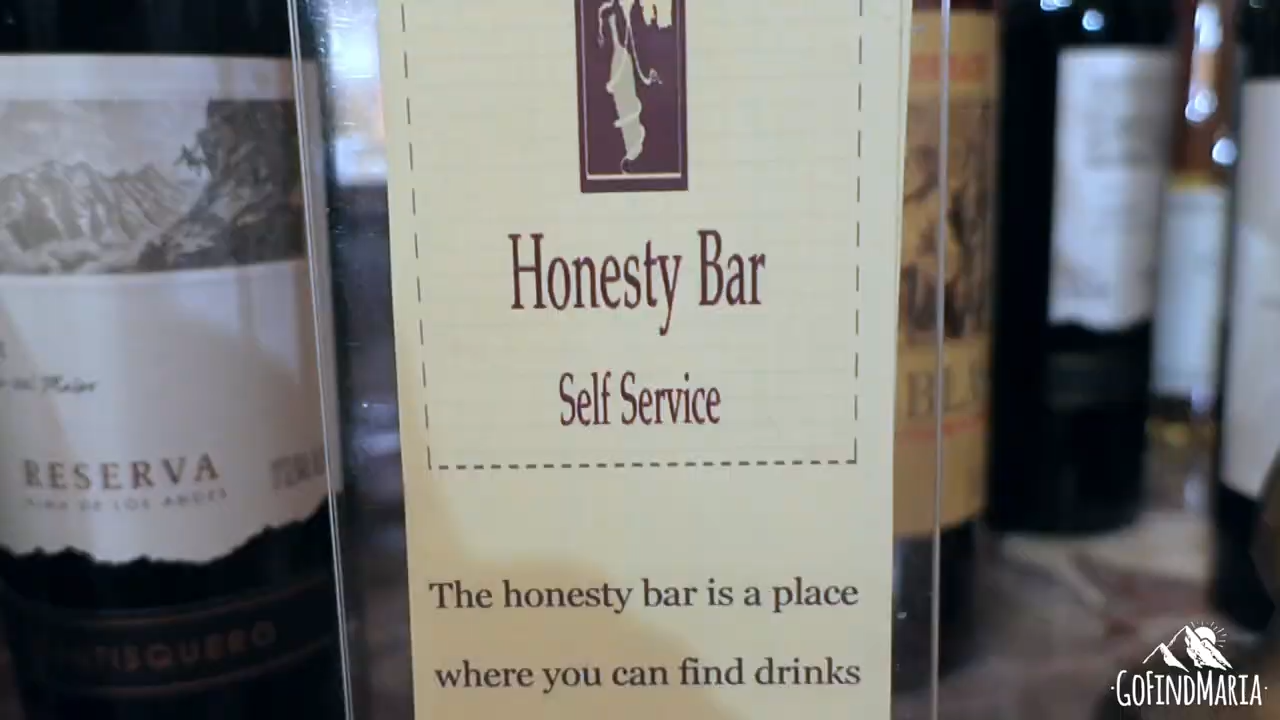 Honesty Bar
Self Service
The honesty bar is a place
where you can find drinks
RESERVA
GOFINDMARIA